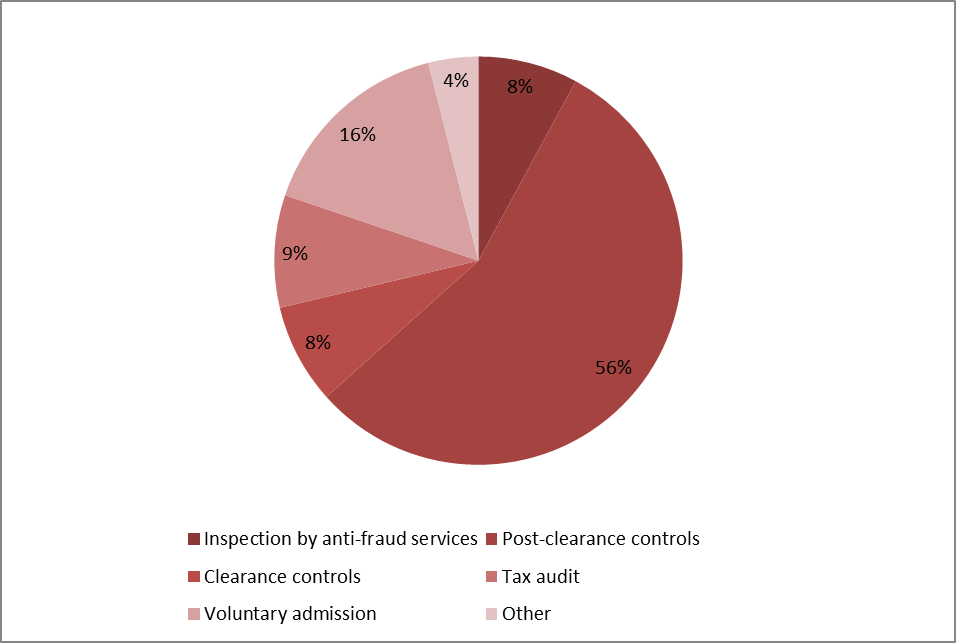 4%
8%
16%
9%
8%
56%
Inspection by anti-fraud services
Post-clearance controls
Clearance controls
Tax audit
Voluntary admission
Other